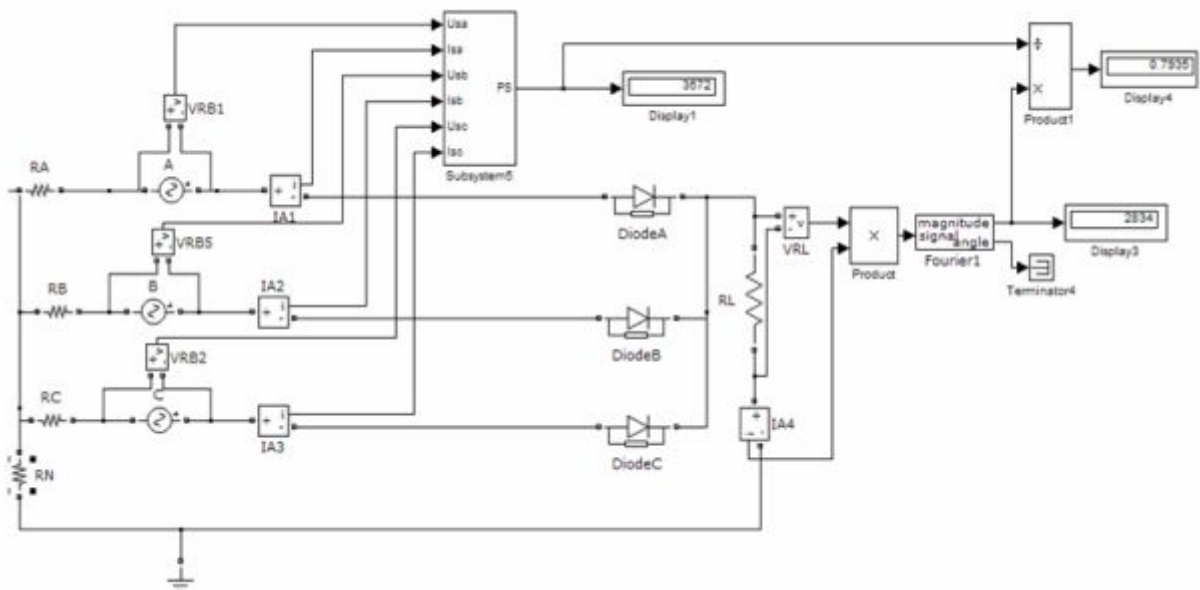 Usa
Isa
Usb
Isb
Usc
Isc
PS
Subsystem5
3672
Display1
÷
×
Product1
0.7935
Display4
VRB1
RA
A
IA1
DiodeA
VRB5
RB
B
IA2
DiodeB
VRB2
RC
C
IA3
DiodeC
RN
RL
VRL
×
Product
magnitude
signal
angle
Fourier1
2834
Display3
Terminator4
IA4